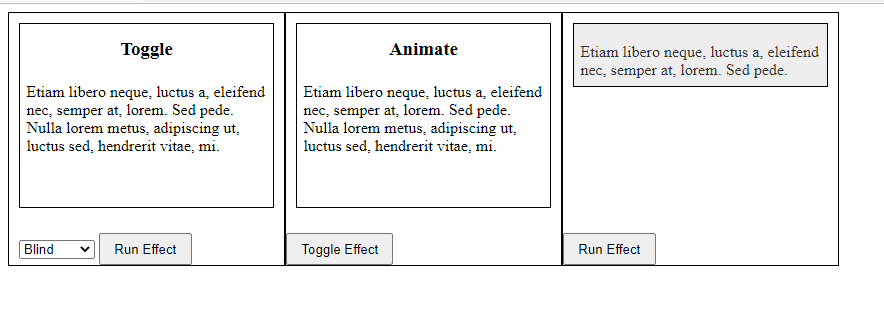 Toggle
Etiam libero neque, luctus a, eleifend
nec, semper at, lorem. Sed pede.
Nulla lorem metus, adipiscing ut,
luctus sed, hendrerit vitae, mi.
Blind
Run Effect
Animate
Etiam libero neque, luctus a, eleifend
nec, semper at, lorem. Sed pede.
Nulla lorem metus, adipiscing ut,
luctus sed, hendrerit vitae, mi.
Toggle Effect
Etiam libero neque, luctus a, eleifend
nec, semper at, lorem. Sed pede.
Run Effect